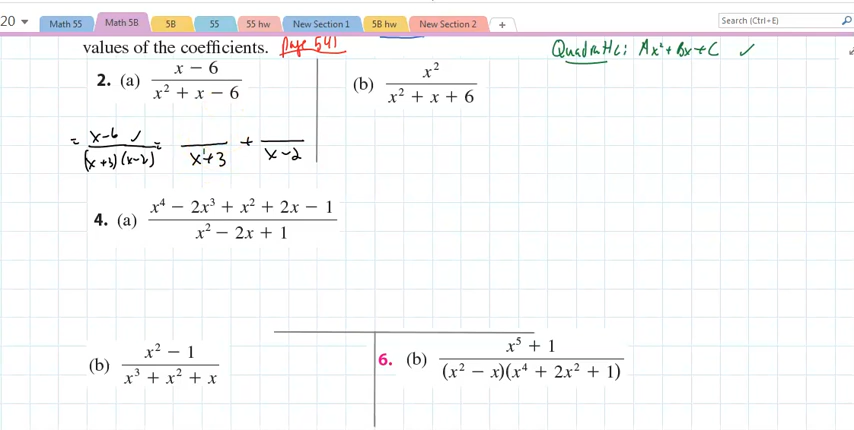 20 Math 55 Math 5B 5B 55 55 hw New Section 1 5B hw New Section 2 + Search (Ctrl+E)
values of the coefficients. Page 541
Quadratic: Ax² + Bx + C ✓
2. (a) (x − 6)/(x² + x − 6)
(b) x²/(x² + x + 6)
= (x-6 ✓)/((x+3)(x-2)) = /(x'+3) + /(x-2)
4. (a) (x⁴ − 2x³ + x² + 2x − 1)/(x² − 2x + 1)
(b) (x² − 1)/(x³ + x² + x)
6. (b) (x⁵ + 1)/((x² − x)(x⁴ + 2x² + 1))